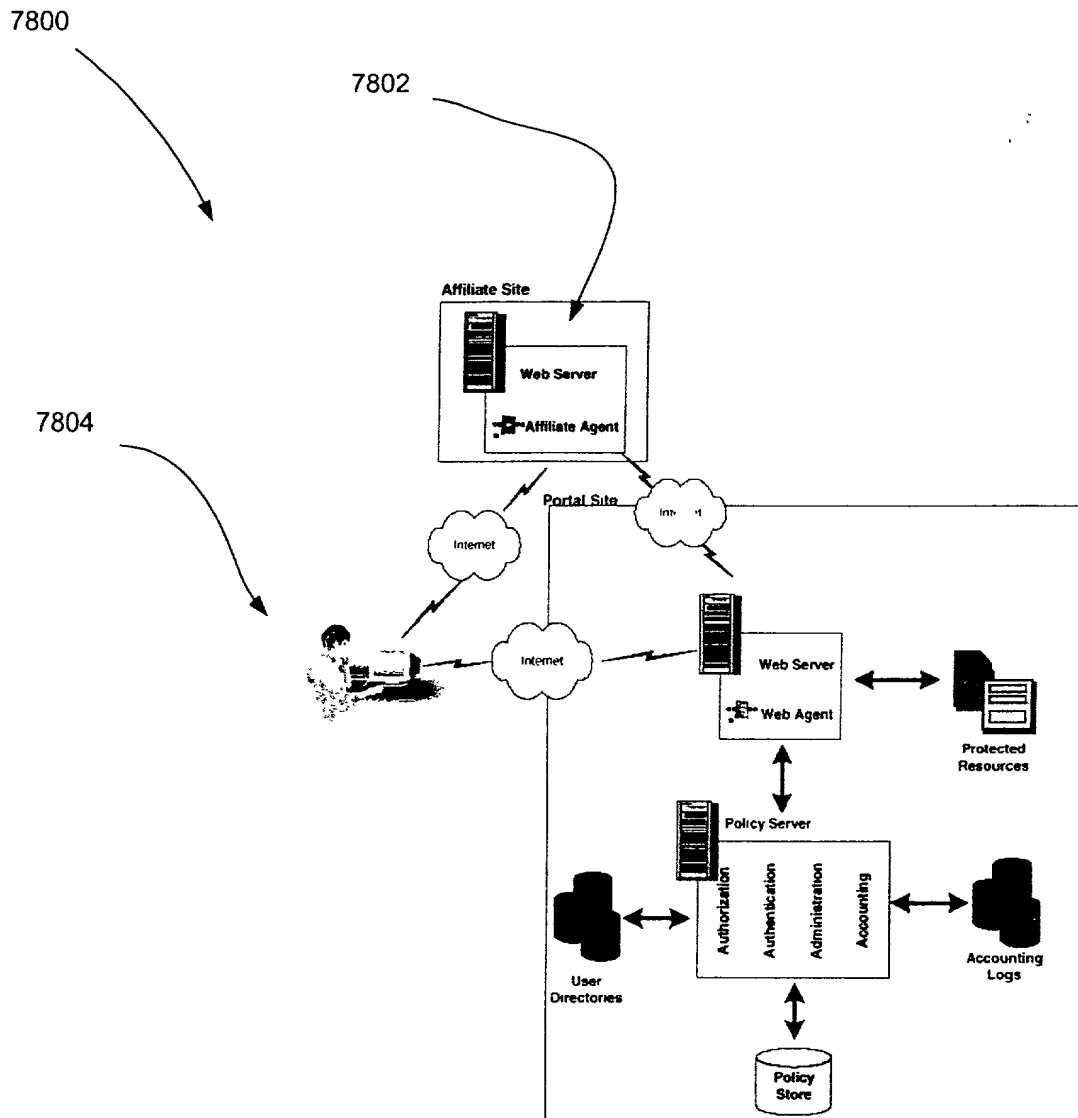 7800
7802
Affiliate Site
Web Server
Affiliate Agent
7804
Portal Site
Internet
Internet
Web Server
Web Agent
Protected
Resources
Policy Server
Authorization
Authentication
Administration
Accounting
User
Directories
Accounting
Logs
Policy
Store